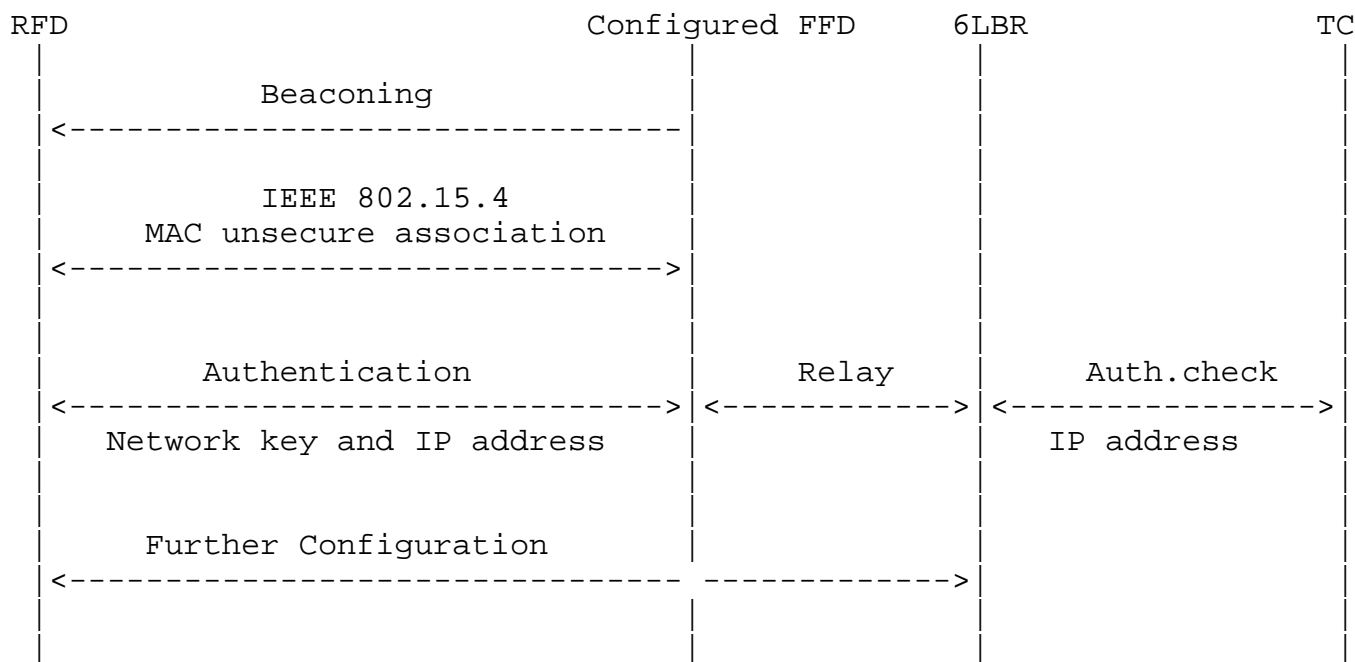 RFD Configured FFD 6LBR TC
Beaconing
IEEE 802.15.4
MAC unsecure association
Authentication Relay Auth.check
Network key and IP address IP address
Further Configuration